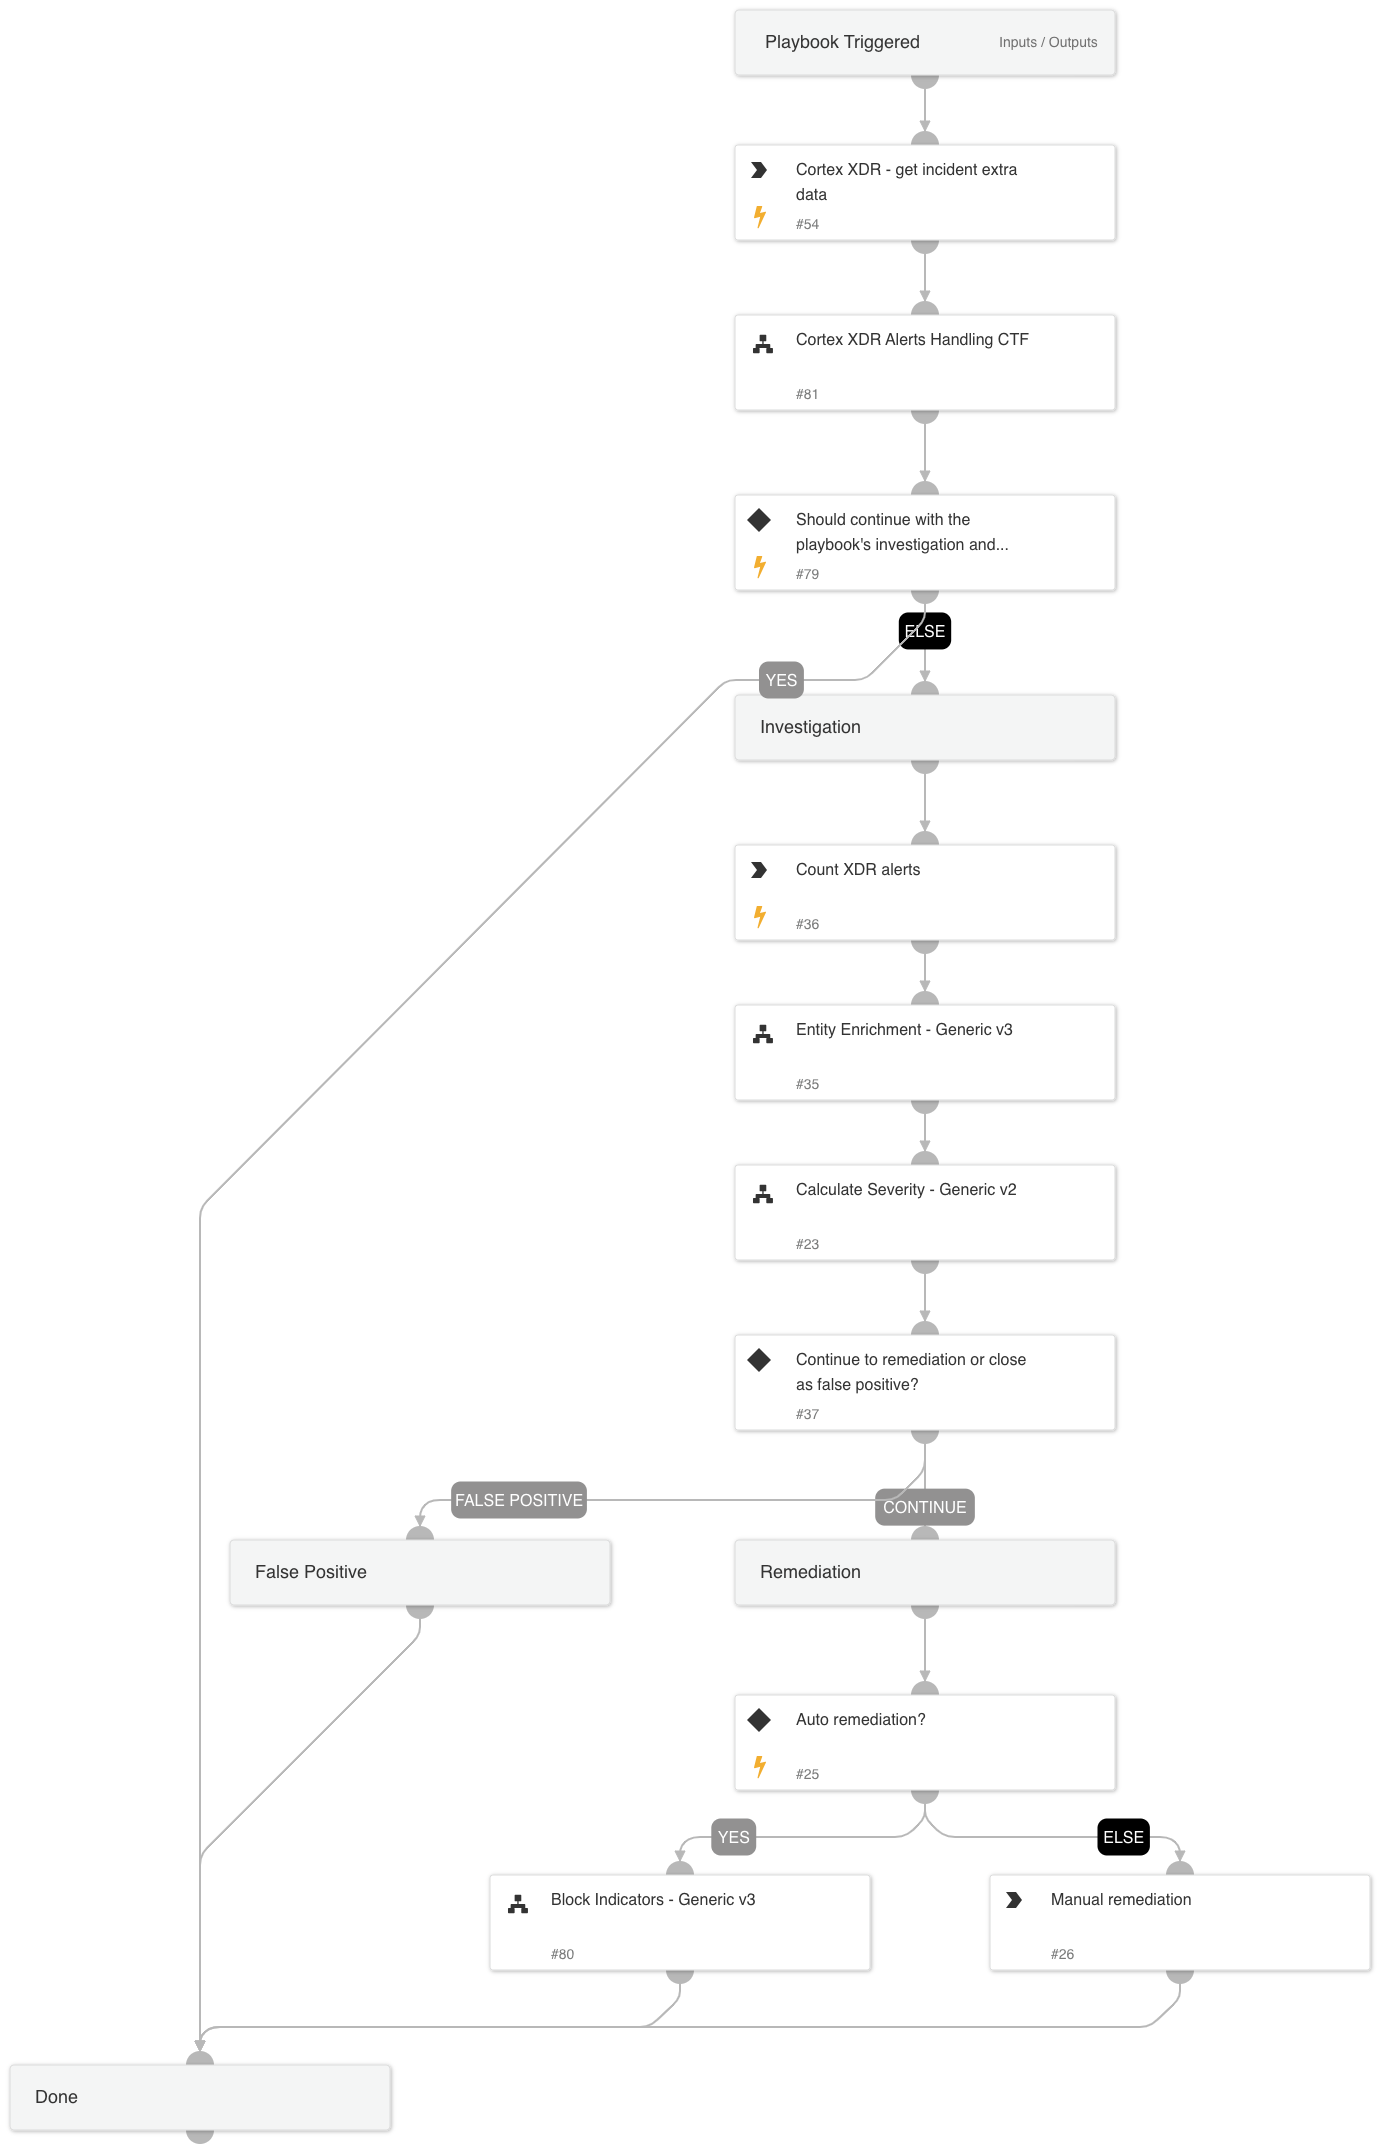 Playbook Triggered
Inputs / Outputs
Cortex XDR - get incident extra
data
#54
Cortex XDR Alerts Handling CTF
#81
Should continue with the
playbook's investigation and...
#79
ELSE
YES
Investigation
Count XDR alerts
#36
Entity Enrichment - Generic v3
#35
Calculate Severity - Generic v2
#23
Continue to remediation or close
as false positive?
#37
FALSE POSITIVE
CONTINUE
False Positive
Remediation
Auto remediation?
#25
YES
ELSE
Block Indicators - Generic v3
#80
Manual remediation
#26
Done